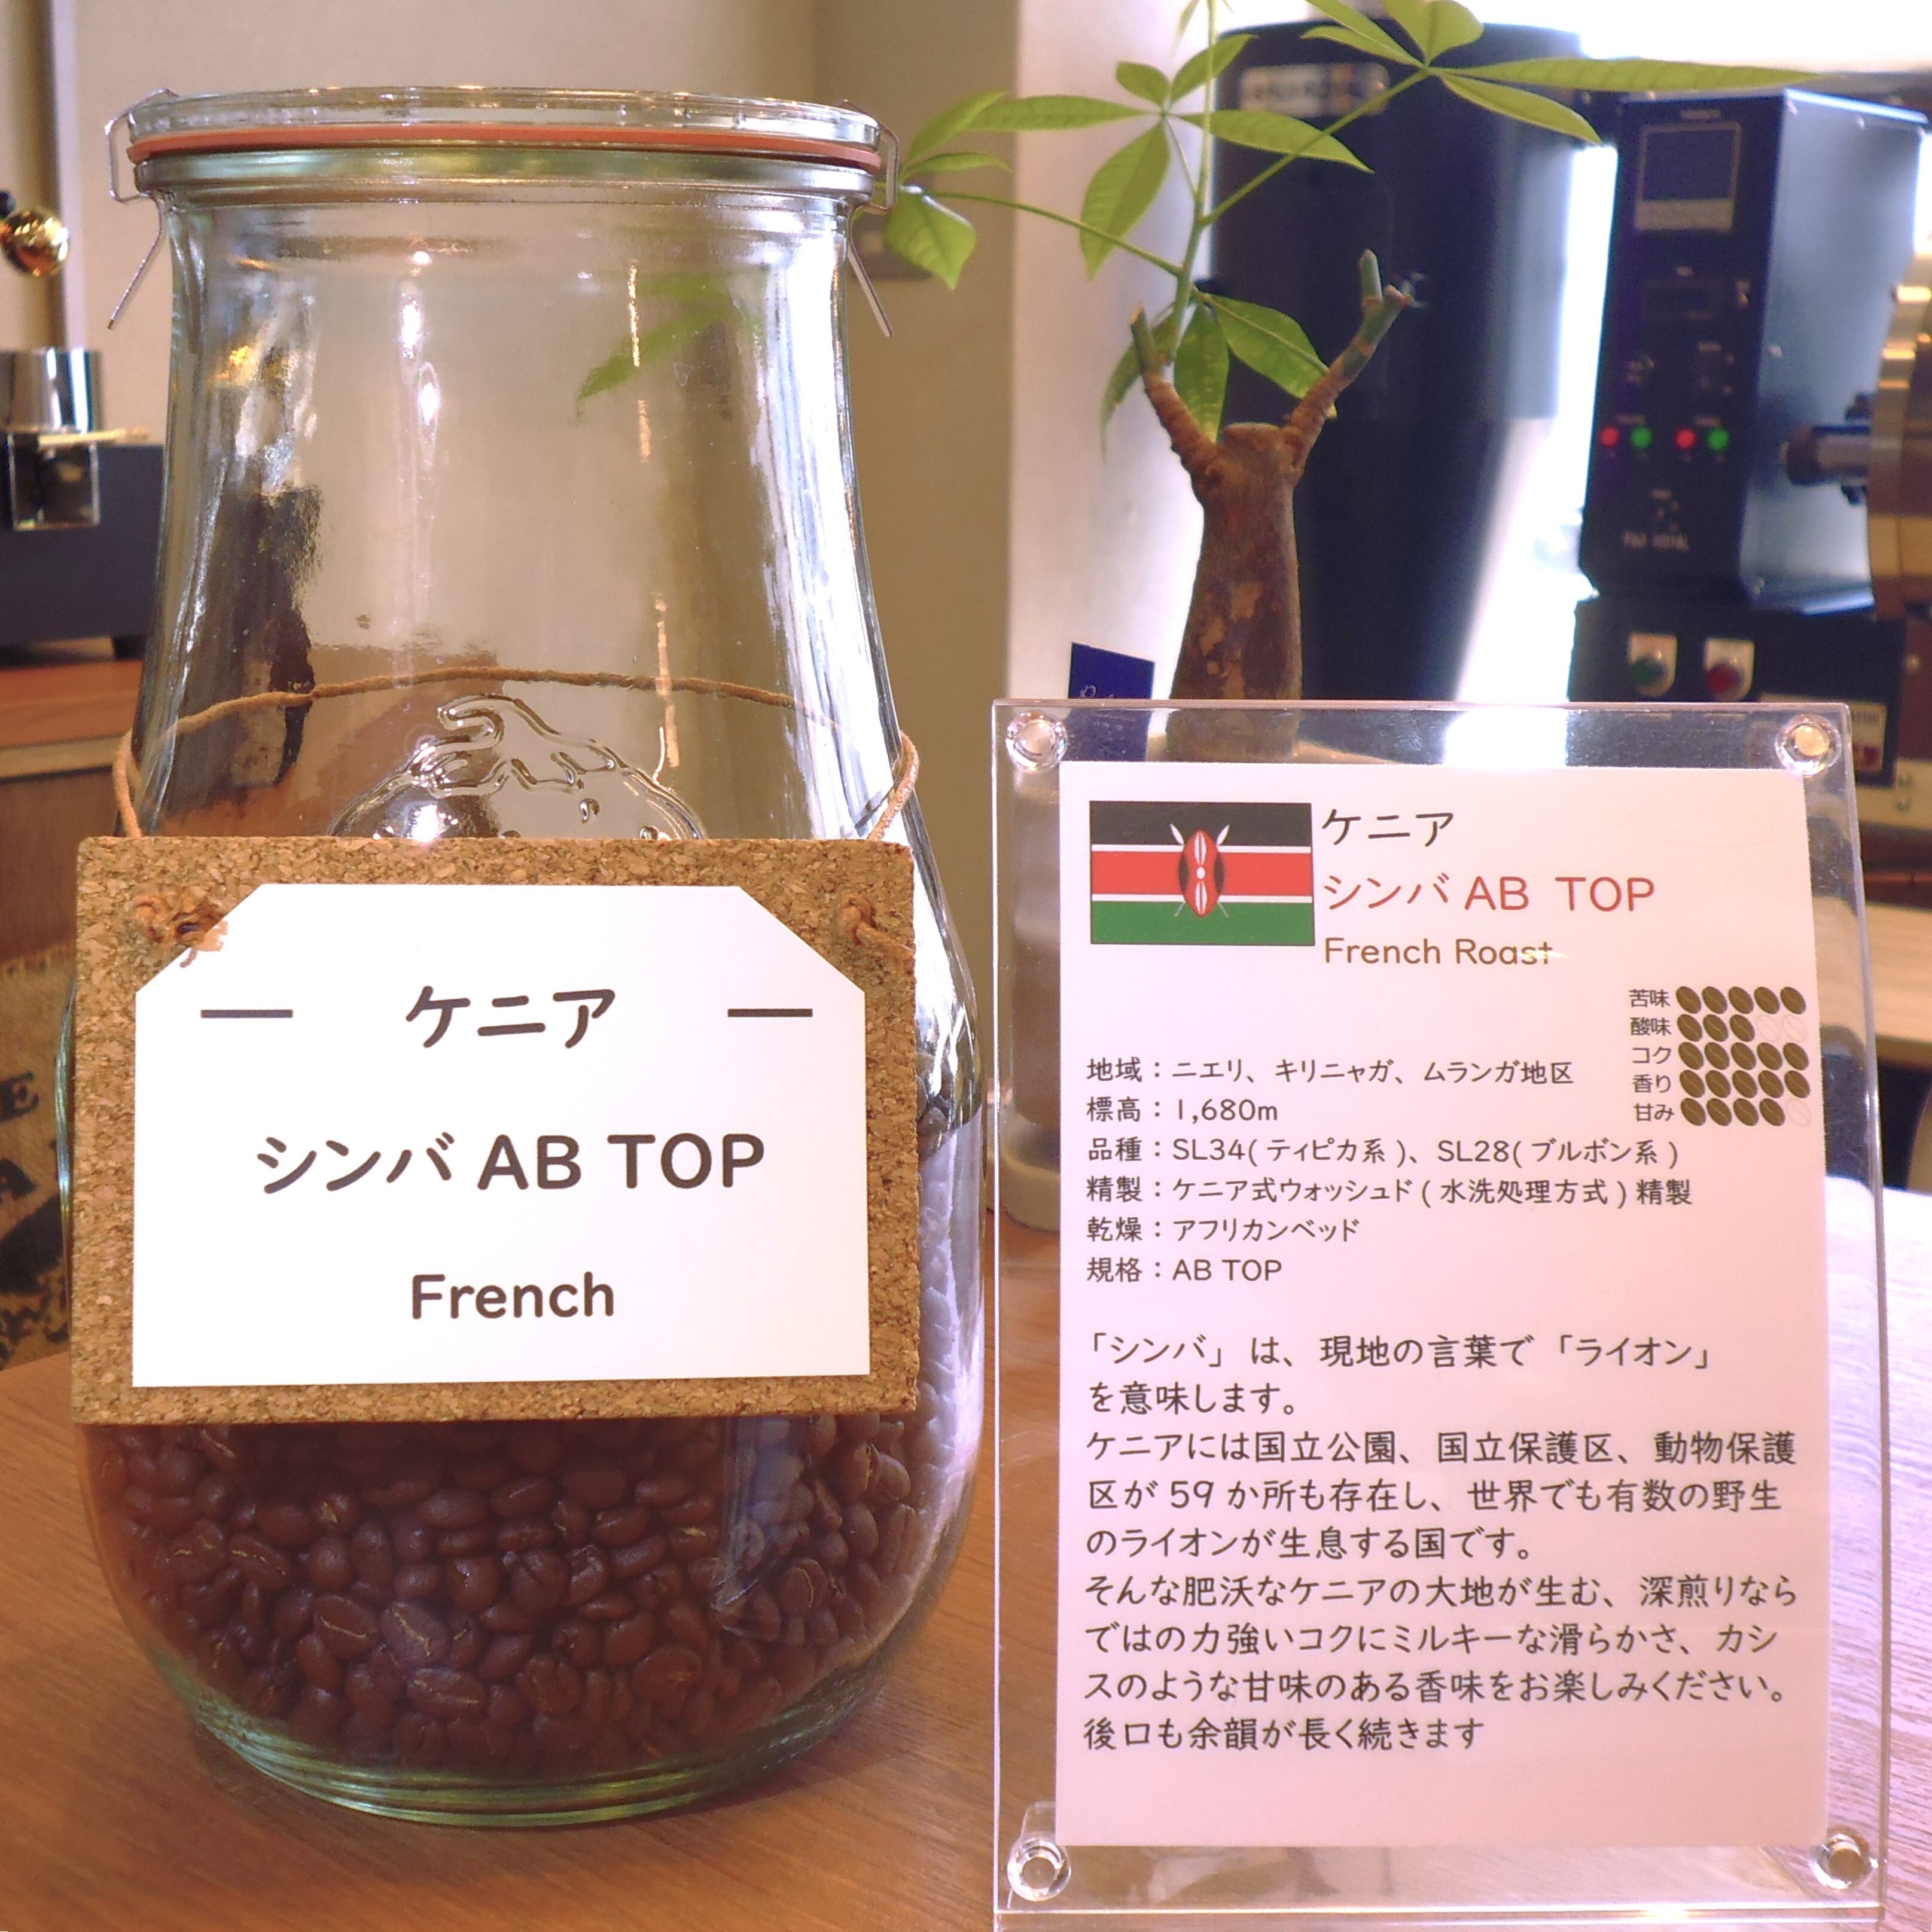 ケニア
シンバ AB TOP
French
ケニア
シンバ AB TOP
French Roast
苦味
酸味
コク
香り
甘み
地域：ニエリ、キリニャガ、ムランガ地区
標高：1,680m
品種：SL34(ティピカ系)、SL28(ブルボン系)
精製：ケニア式ウォッシュド(水洗処理方式)精製
乾燥：アフリカンベッド
規格：AB TOP
「シンバ」は、現地の言葉で「ライオン」
を意味します。
ケニアには国立公園、国立保護区、動物保護
区が59か所も存在し、世界でも有数の野生
のライオンが生息する国です。
そんな肥沃なケニアの大地が生む、深煎りなら
ではの力強いコクにミルキーな滑らかさ、カシ
スのような甘味のある香味をお楽しみください。
後口も余韻が長く続きます